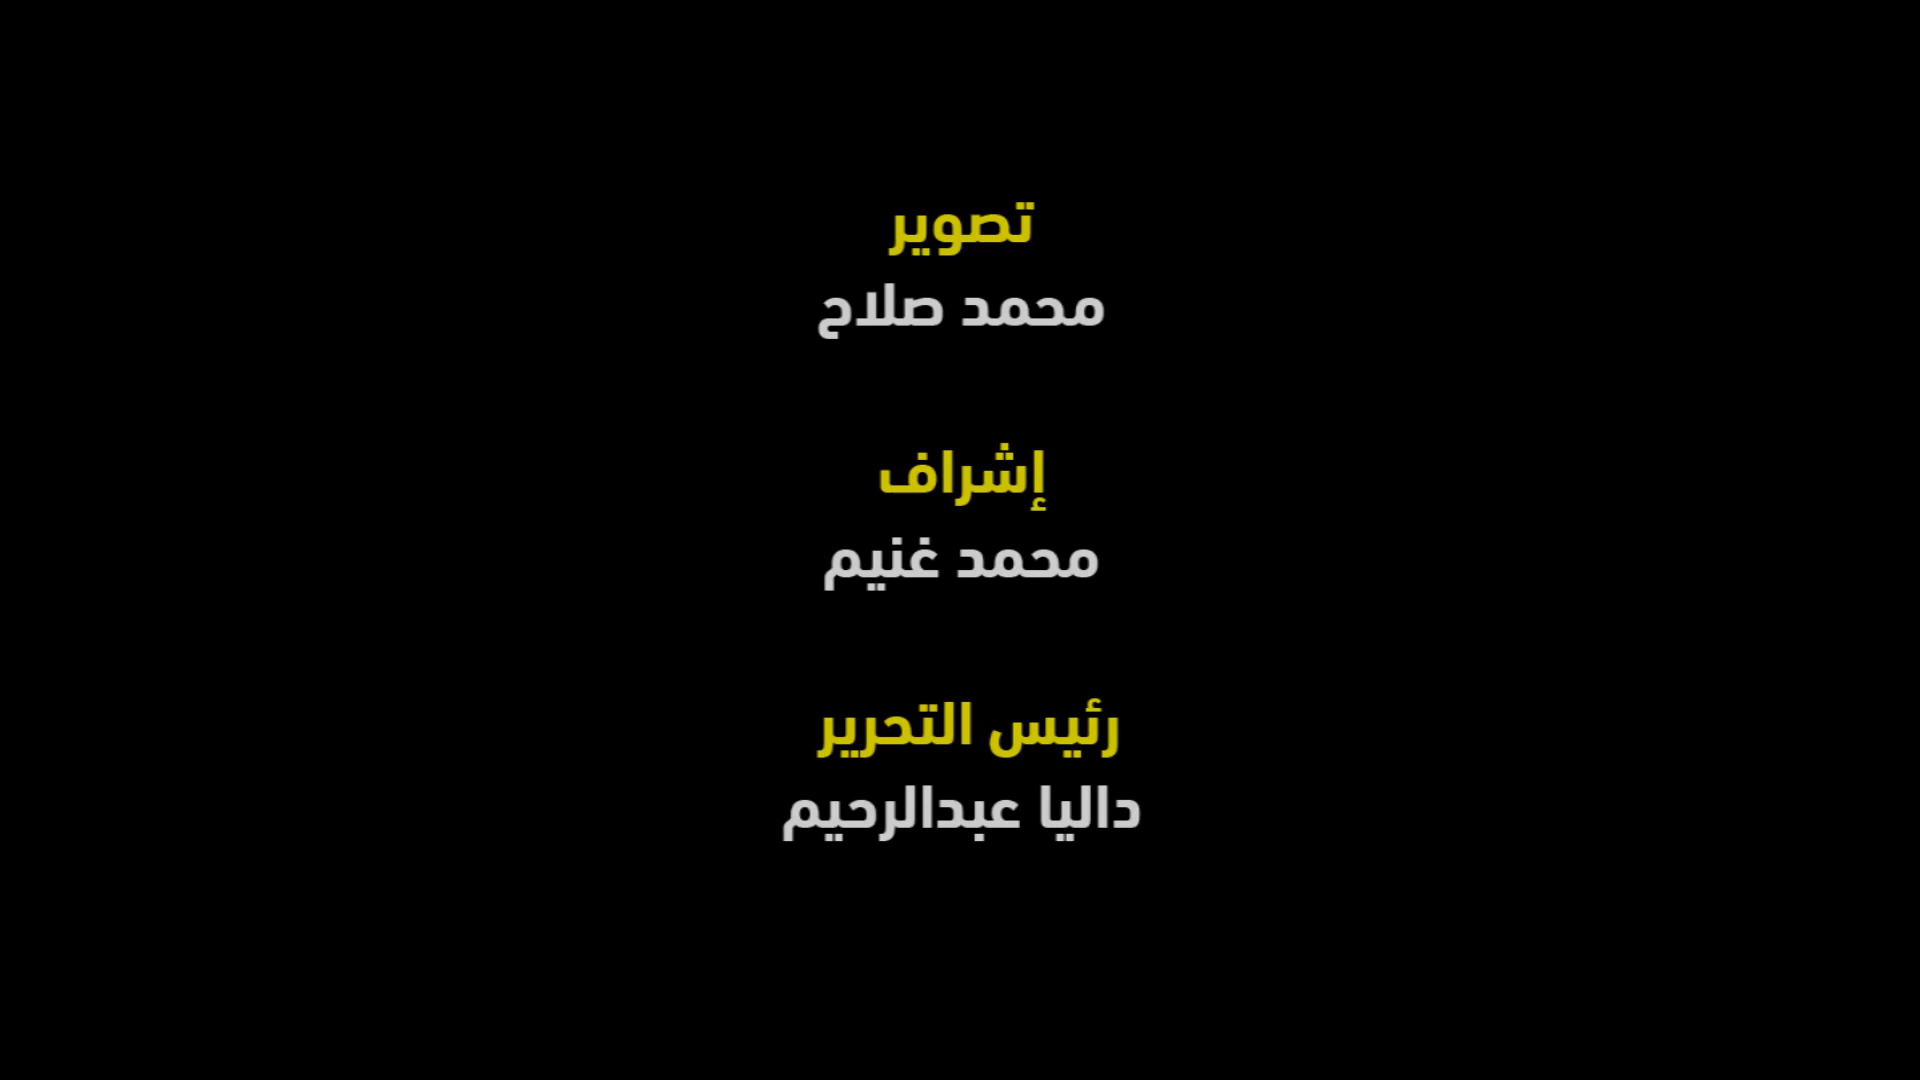 تصوير
محمد صلاح
إشراف
محمد غنيم
رئيس التحرير
داليا عبدالرحيم